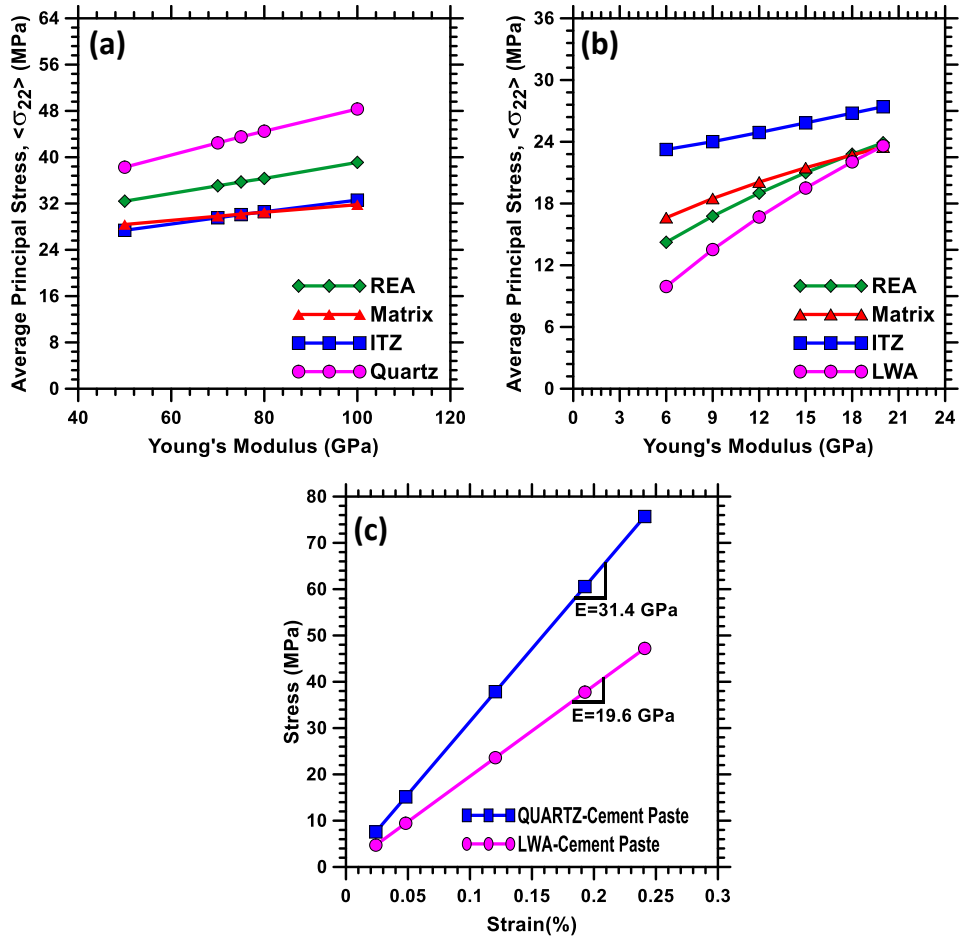 (a)
Average Principal Stress, <σ22> (MPa)
64
56
48
40
32
24
16
8
0
REA
Matrix
ITZ
Quartz
40 60 80 100 120
Young's Modulus (GPa)
(b)
Average Principal Stress, <σ22> (MPa)
36
30
24
18
12
6
0
REA
Matrix
ITZ
LWA
0 3 6 9 12 15 18 21 24
Young's Modulus (GPa)
(c)
Stress (MPa)
80
70
60
50
40
30
20
10
0
E=31.4 GPa
E=19.6 GPa
QUARTZ-Cement Paste
LWA-Cement Paste
0 0.05 0.1 0.15 0.2 0.25 0.3
Strain(%)